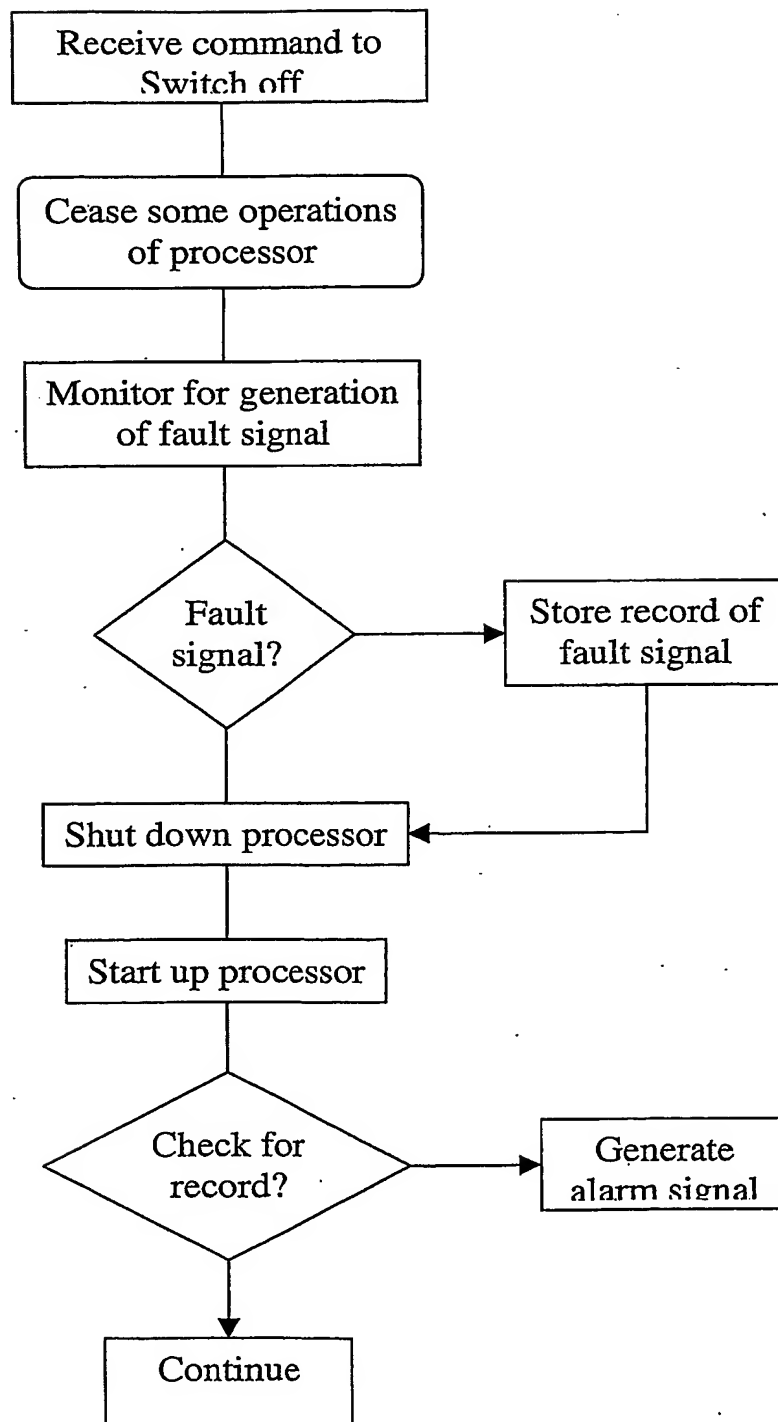 Receive command to
Switch off
Cease some operations
of processor
Monitor for generation
of fault signal
Fault
signal?
Store record of
fault signal
Shut down processor
Start up processor
Check for
record?
Generate
alarm signal
Continue